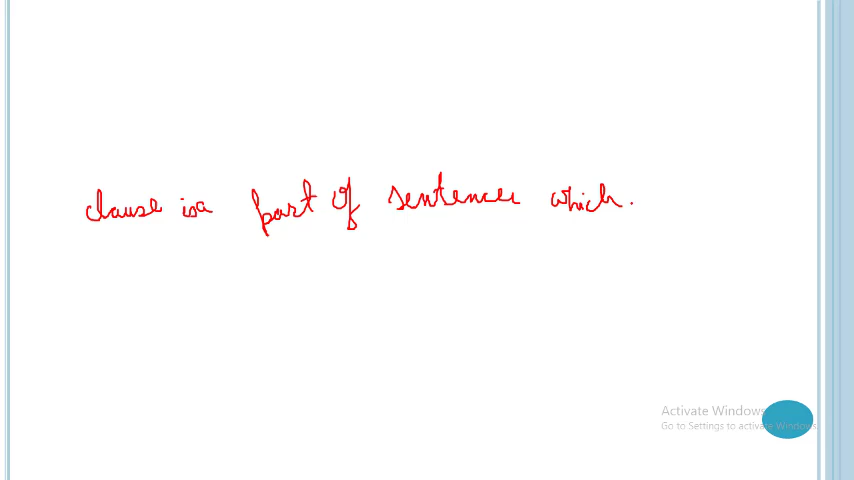 clause is a part of sentence which.
Activate Windows
Go to Settings to activate Windows